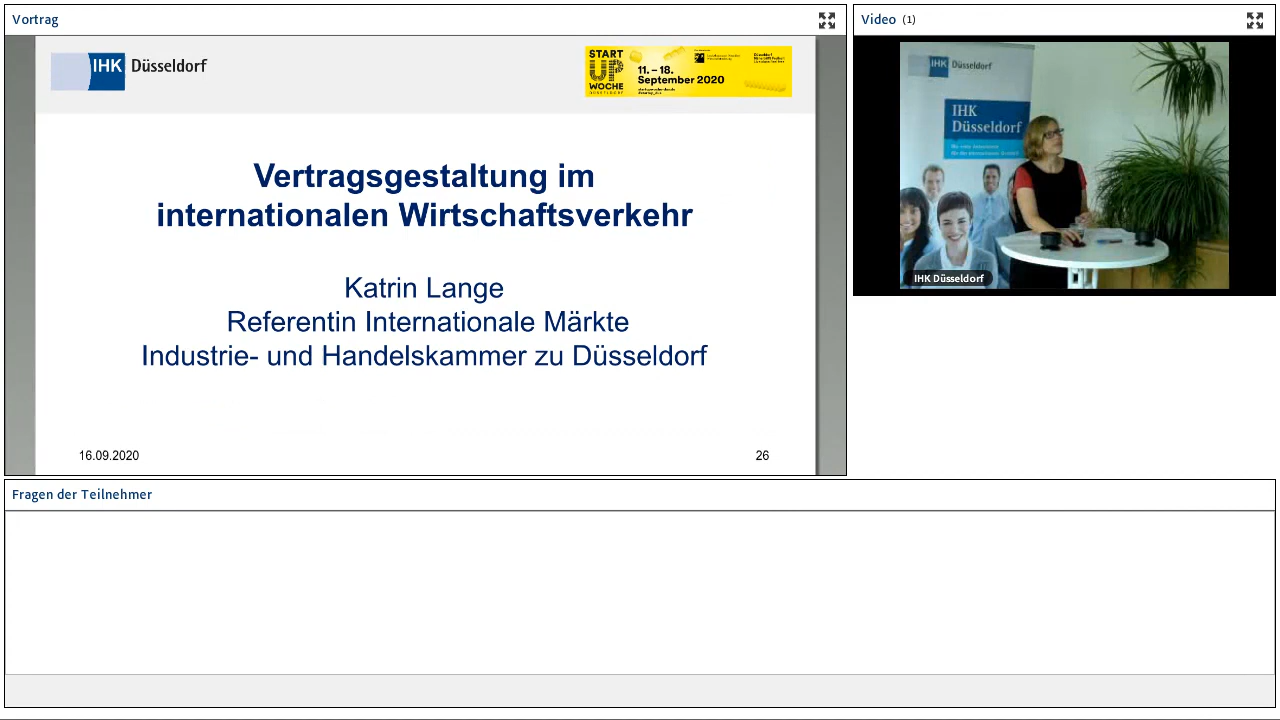 Vortrag
IHK Düsseldorf
START
UP
WOCHE
DÜSSELDORF
11. – 18.
September 2020
Vertragsgestaltung im
internationalen Wirtschaftsverkehr
Katrin Lange
Referentin Internationale Märkte
Industrie- und Handelskammer zu Düsseldorf
16.09.2020
26
Video (1)
IHK Düsseldorf
IHK
Düsseldorf
IHK Düsseldorf
Fragen der Teilnehmer